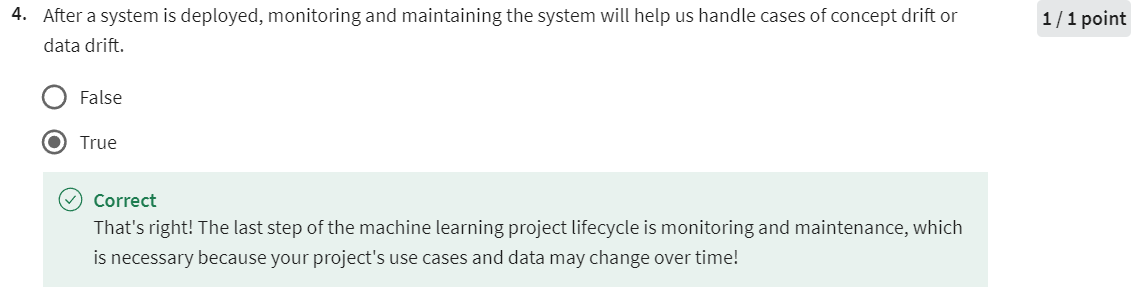 4. After a system is deployed, monitoring and maintaining the system will help us handle cases of concept drift or
data drift.
1 / 1 point
False
True
Correct
That's right! The last step of the machine learning project lifecycle is monitoring and maintenance, which
is necessary because your project's use cases and data may change over time!